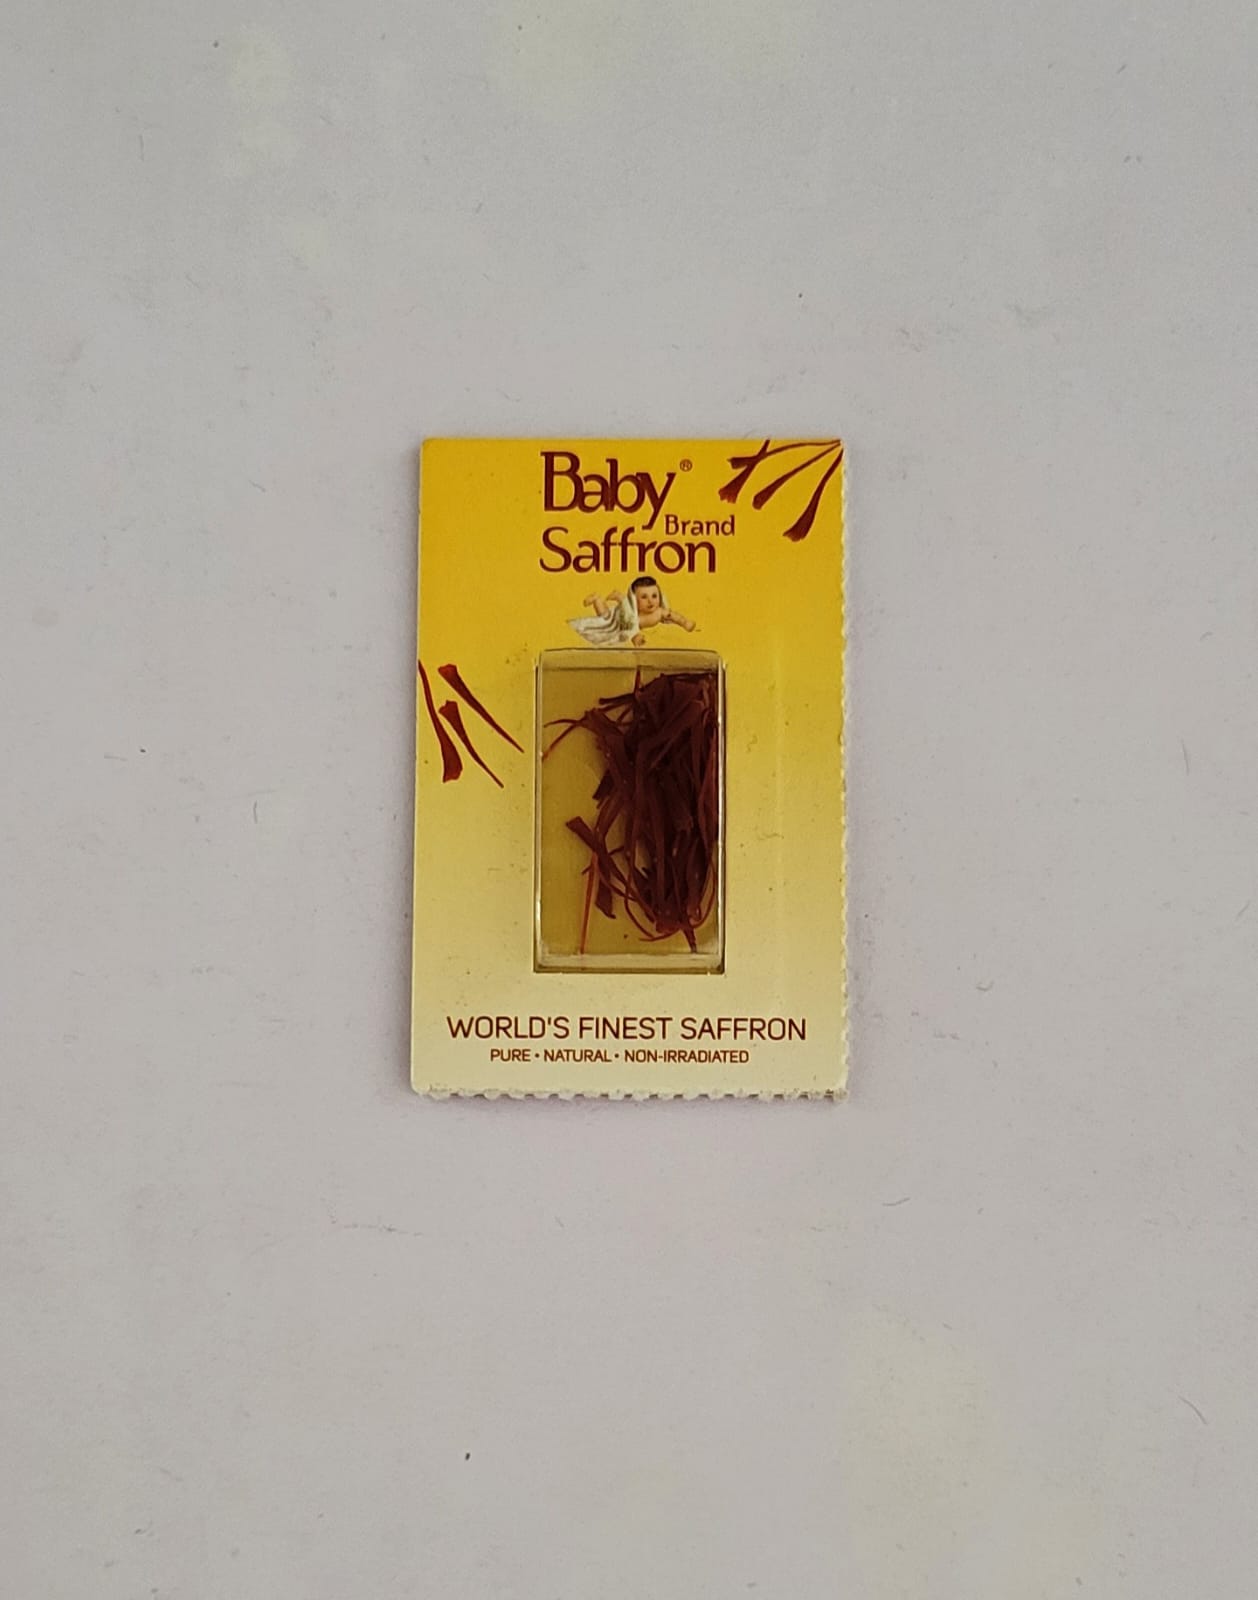 Baby®
Brand
Saffron
WORLD'S FINEST SAFFRON
PURE • NATURAL • NON-IRRADIATED